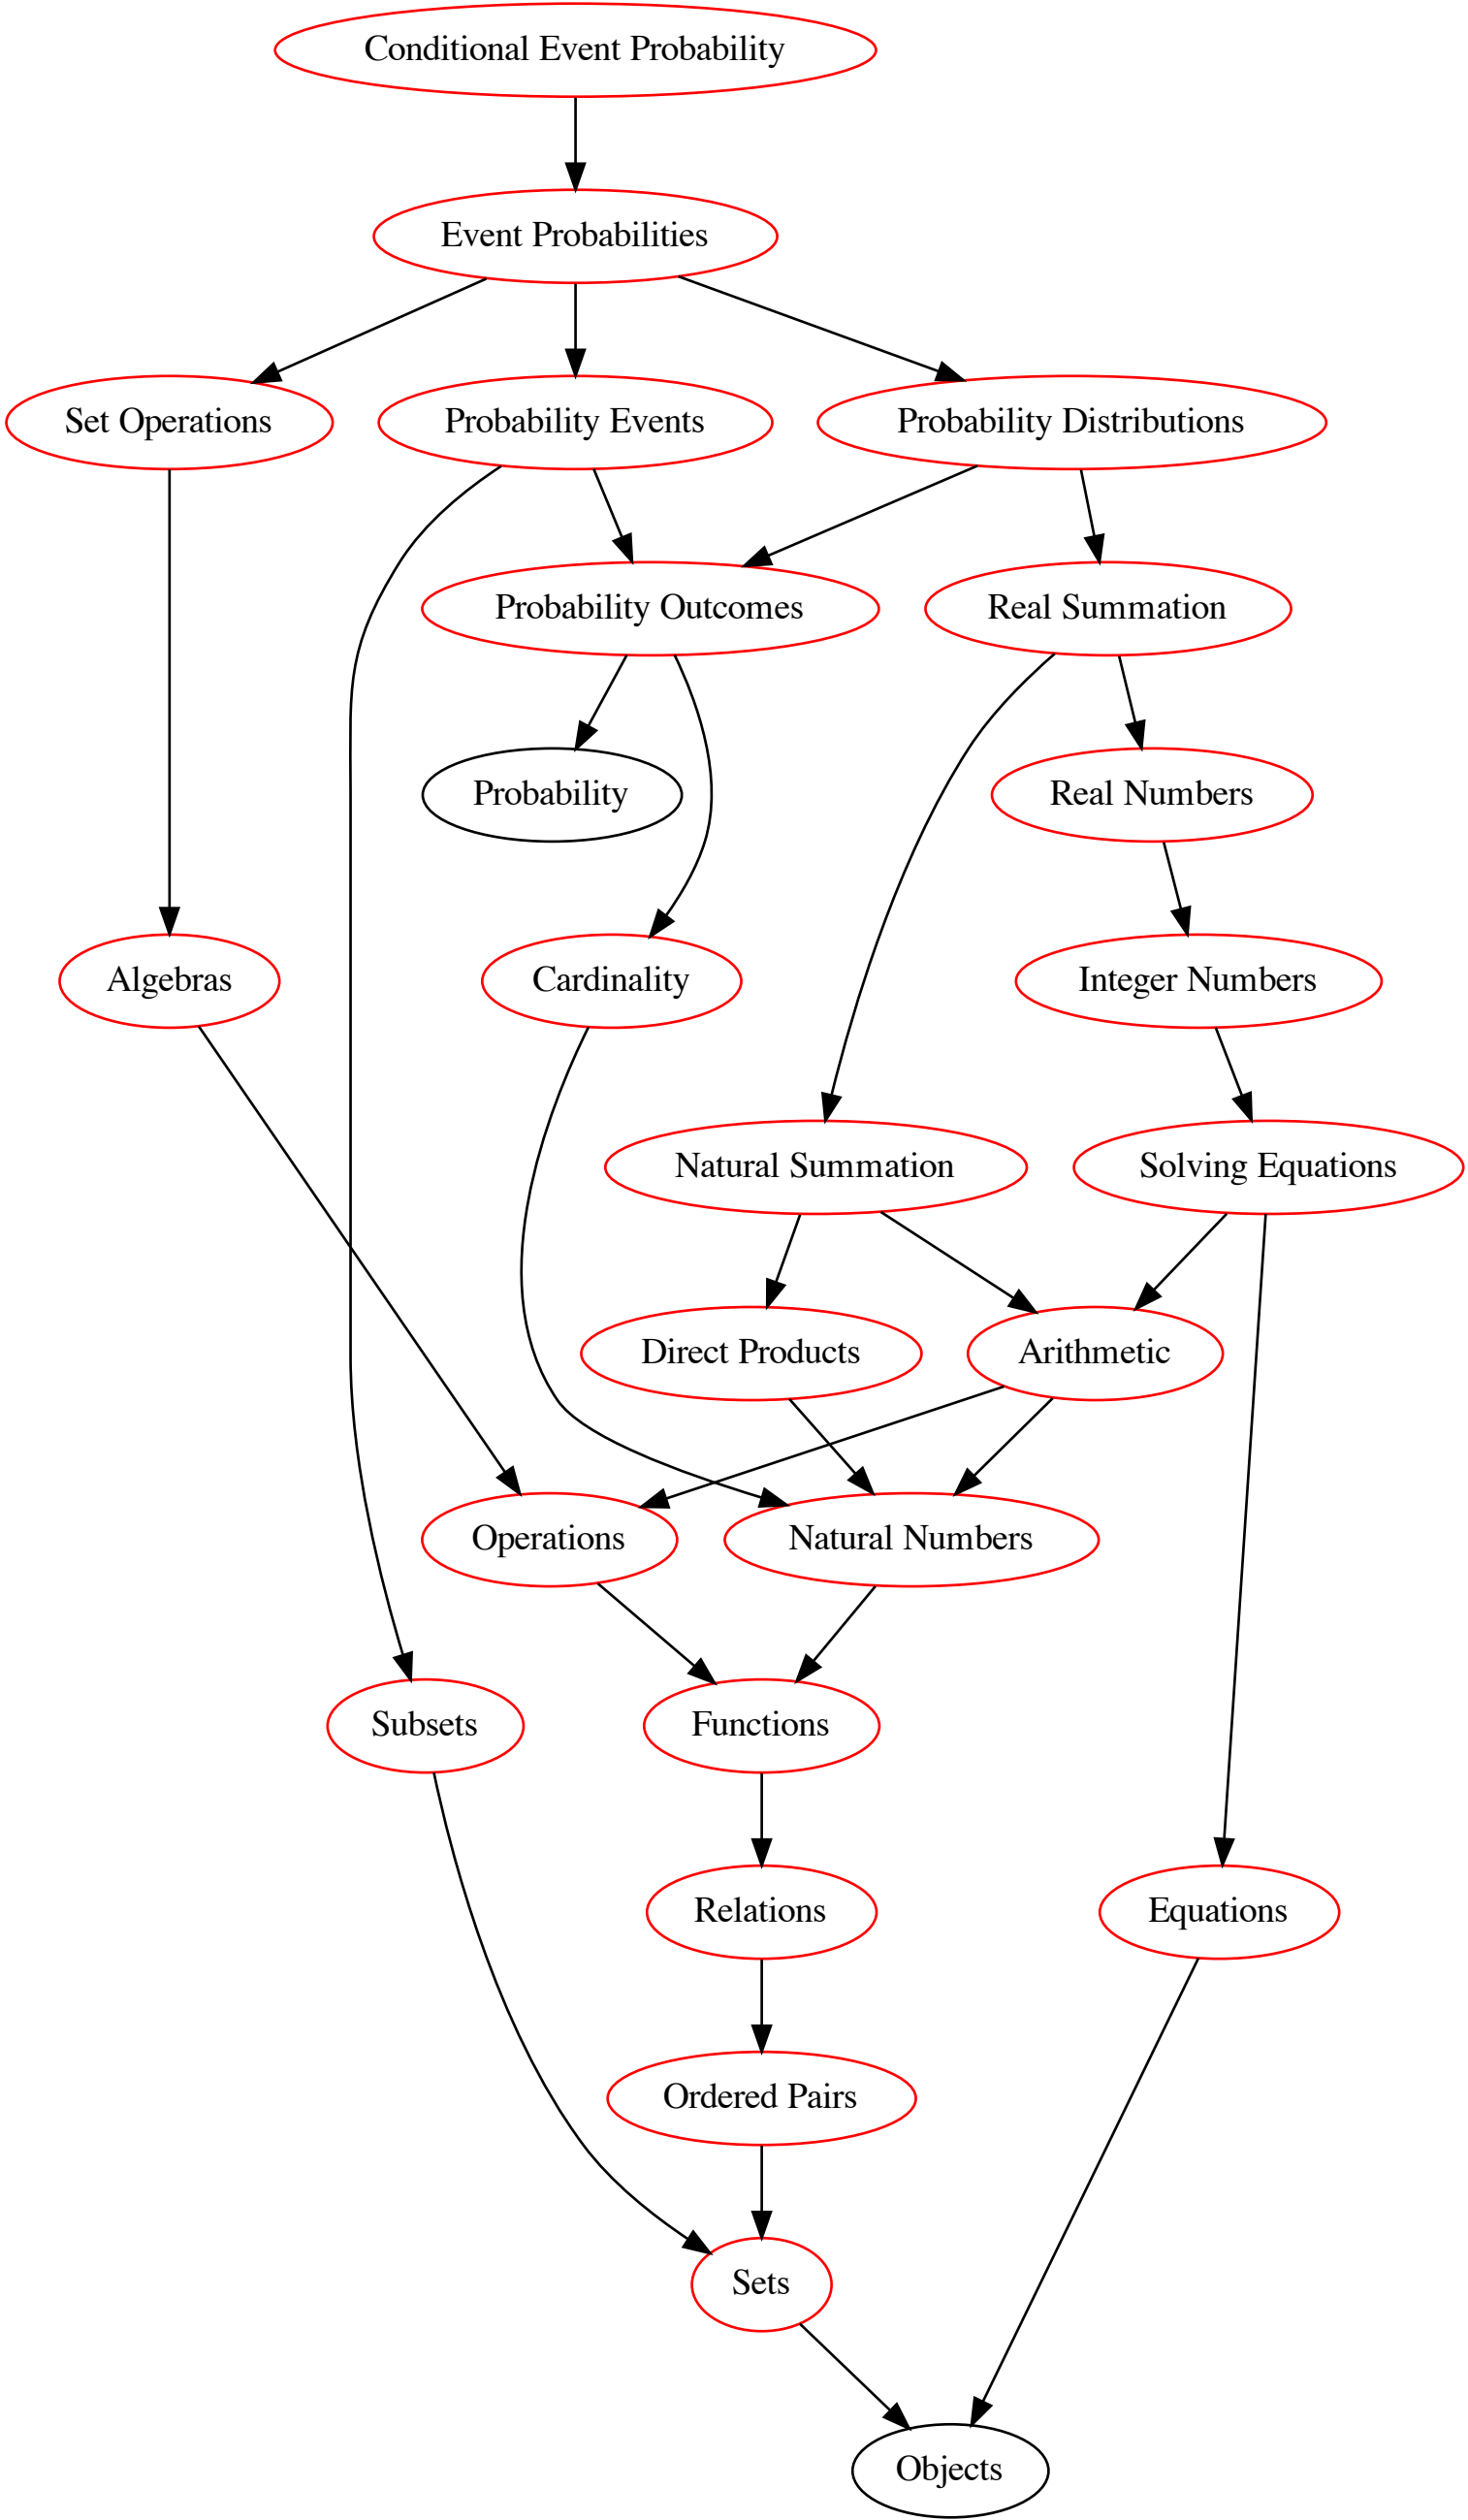 Conditional Event Probability
Event Probabilities
Set Operations
Probability Events
Probability Distributions
Probability Outcomes
Real Summation
Probability
Real Numbers
Algebras
Cardinality
Integer Numbers
Natural Summation
Solving Equations
Direct Products
Arithmetic
Operations
Natural Numbers
Subsets
Functions
Relations
Equations
Ordered Pairs
Sets
Objects